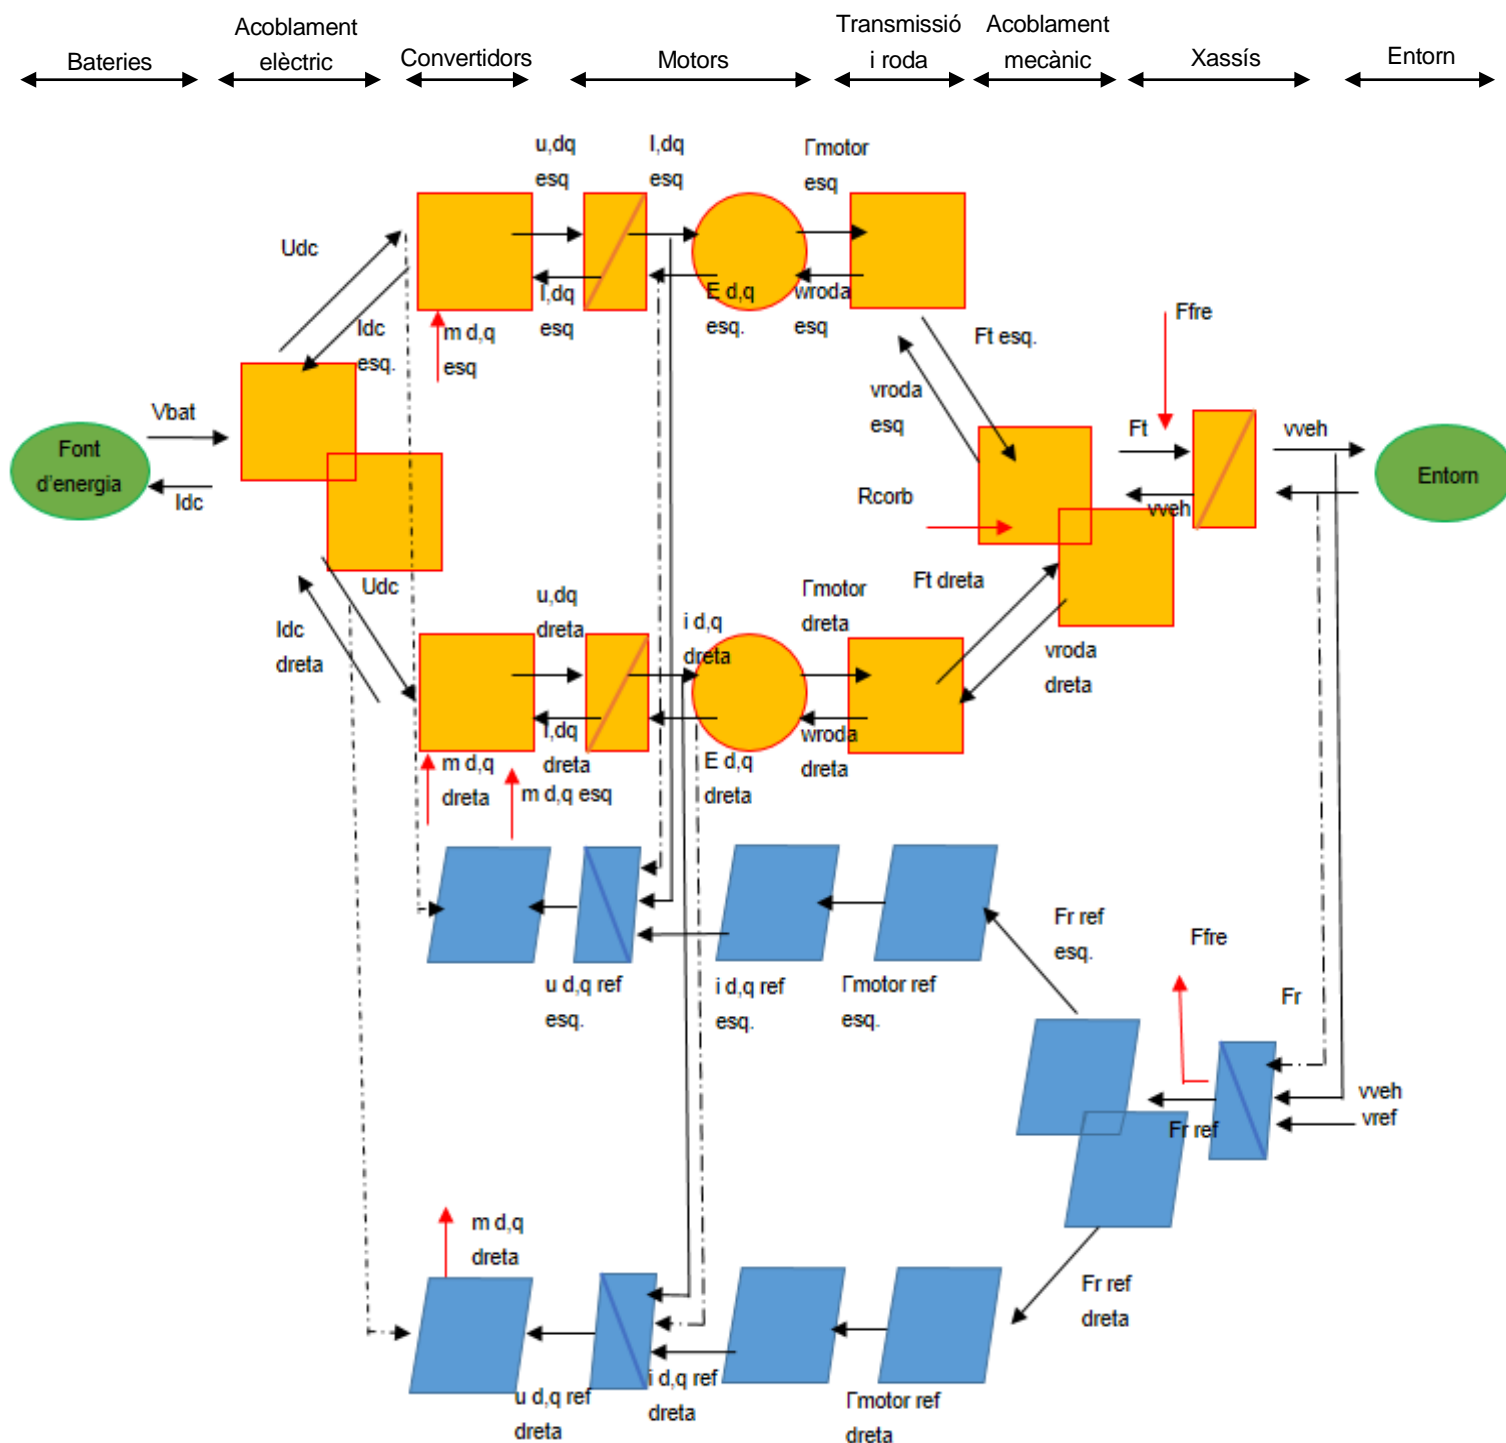 Bateries
Acoblament
elèctric
Convertidors
Motors
Transmissió
i roda
Acoblament
mecànic
Xassís
Entorn
u,dq
esq
I,dq
esq
Γmotor
esq
Udc
Idc
esq.
m d,q
esq
I,dq
esq
E d,q
esq.
wroda
esq
Ft esq.
Ffre
vroda
esq
Vbat
Font
d'energia
Idc
Ft
vveh
vveh
Entorn
Rcorb
Udc
Idc
dreta
u,dq
dreta
i d,q
dreta
Γmotor
dreta
Ft dreta
vroda
dreta
m d,q
dreta
I,dq
dreta
m d,q esq
E d,q
dreta
wroda
dreta
u d,q ref
esq.
i d,q ref
esq.
Γmotor ref
esq.
Fr ref
esq.
Ffre
Fr
vveh
vref
Fr ref
m d,q
dreta
Fr ref
dreta
u d,q ref
dreta
i d,q ref
dreta
Γmotor ref
dreta